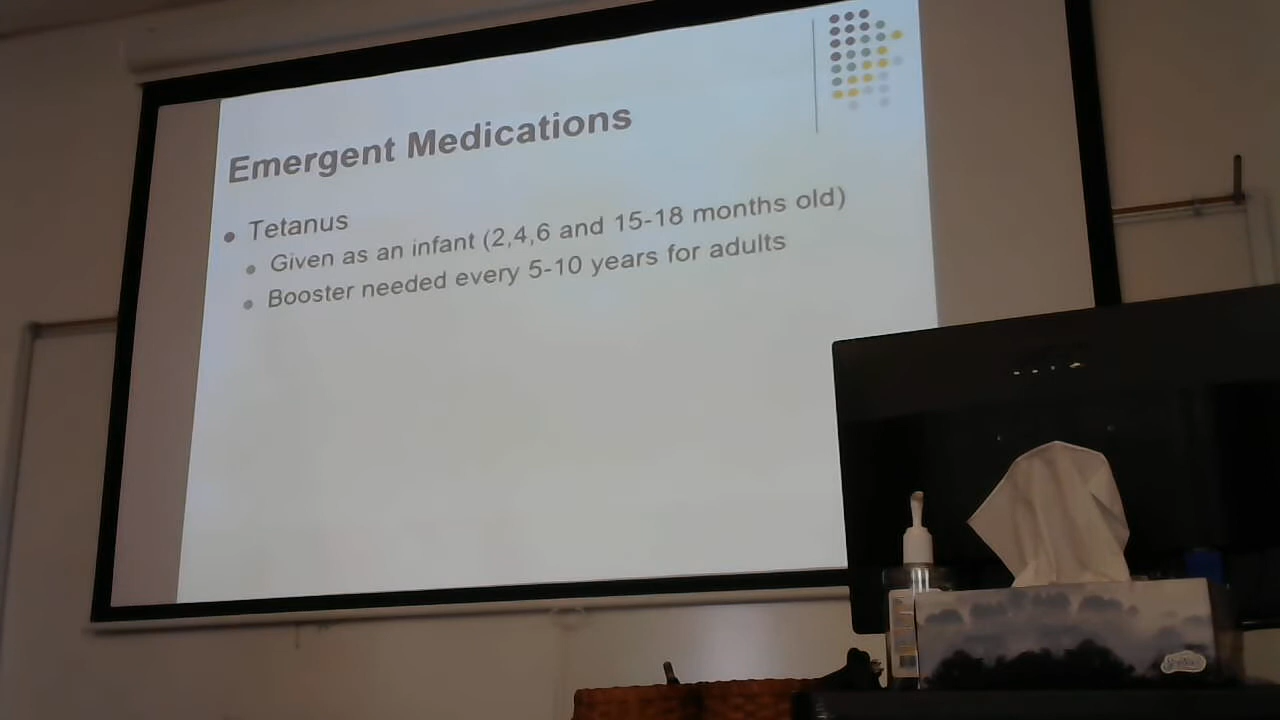 Emergent Medications
Tetanus
Given as an infant (2,4,6 and 15-18 months old)
Booster needed every 5-10 years for adults